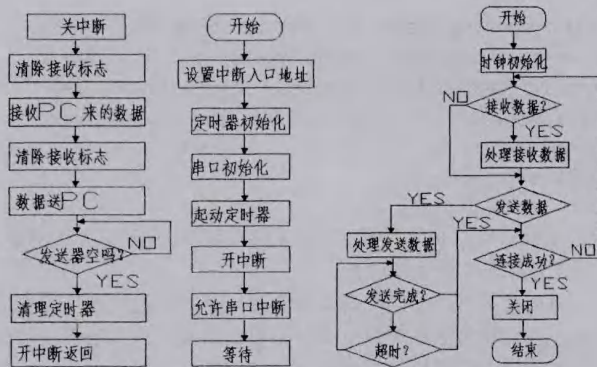 关中断
清除接收标志
接收PC来的数据
清除接收标志
数据送PC
发送器空吗?
NO
YES
清理定时器
开中断返回
开始
设置中断入口地址
定时器初始化
串口初始化
起动定时器
开中断
允许串口中断
等待
开始
时钟初始化
NO
接收数据?
YES
处理接收数据
YES
发送数据
YES
处理发送数据
连接成功?
NO
发送完成?
YES
关闭
超时?
结束